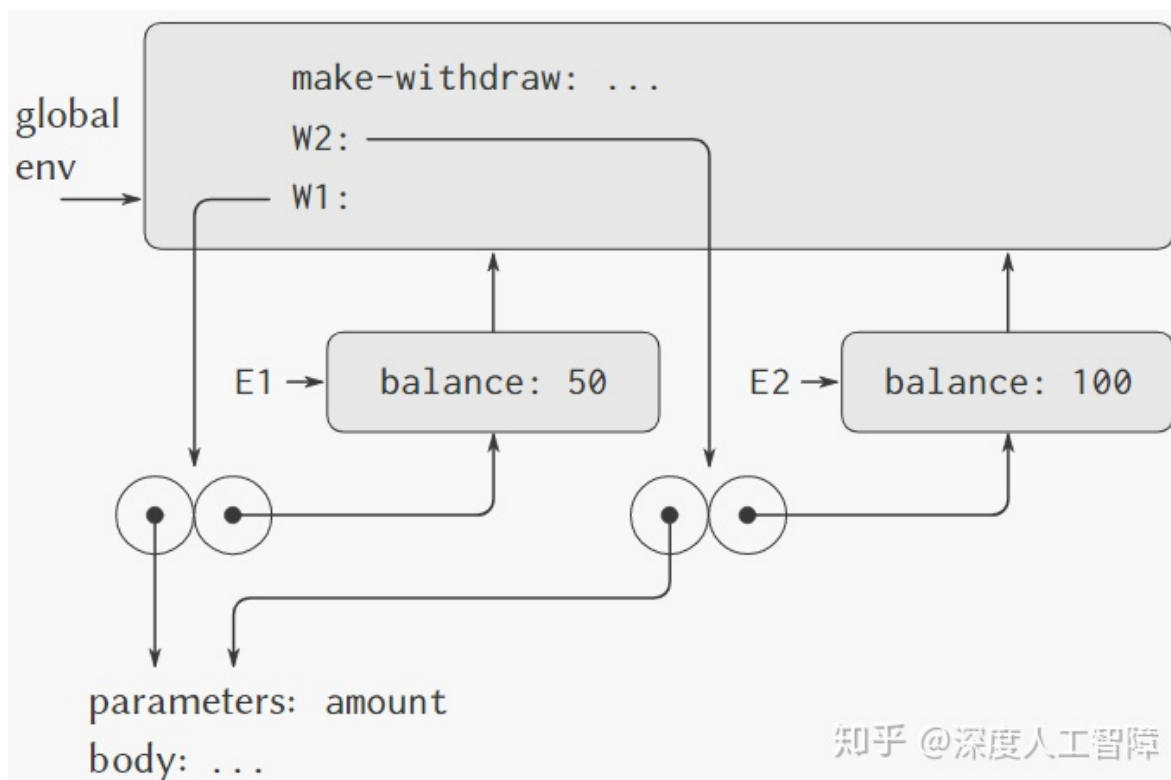 make-withdraw: ...
global
env
W2:
W1:
E1
balance: 50
E2
balance: 100
parameters: amount
body: ...
知乎 @深度人工智障